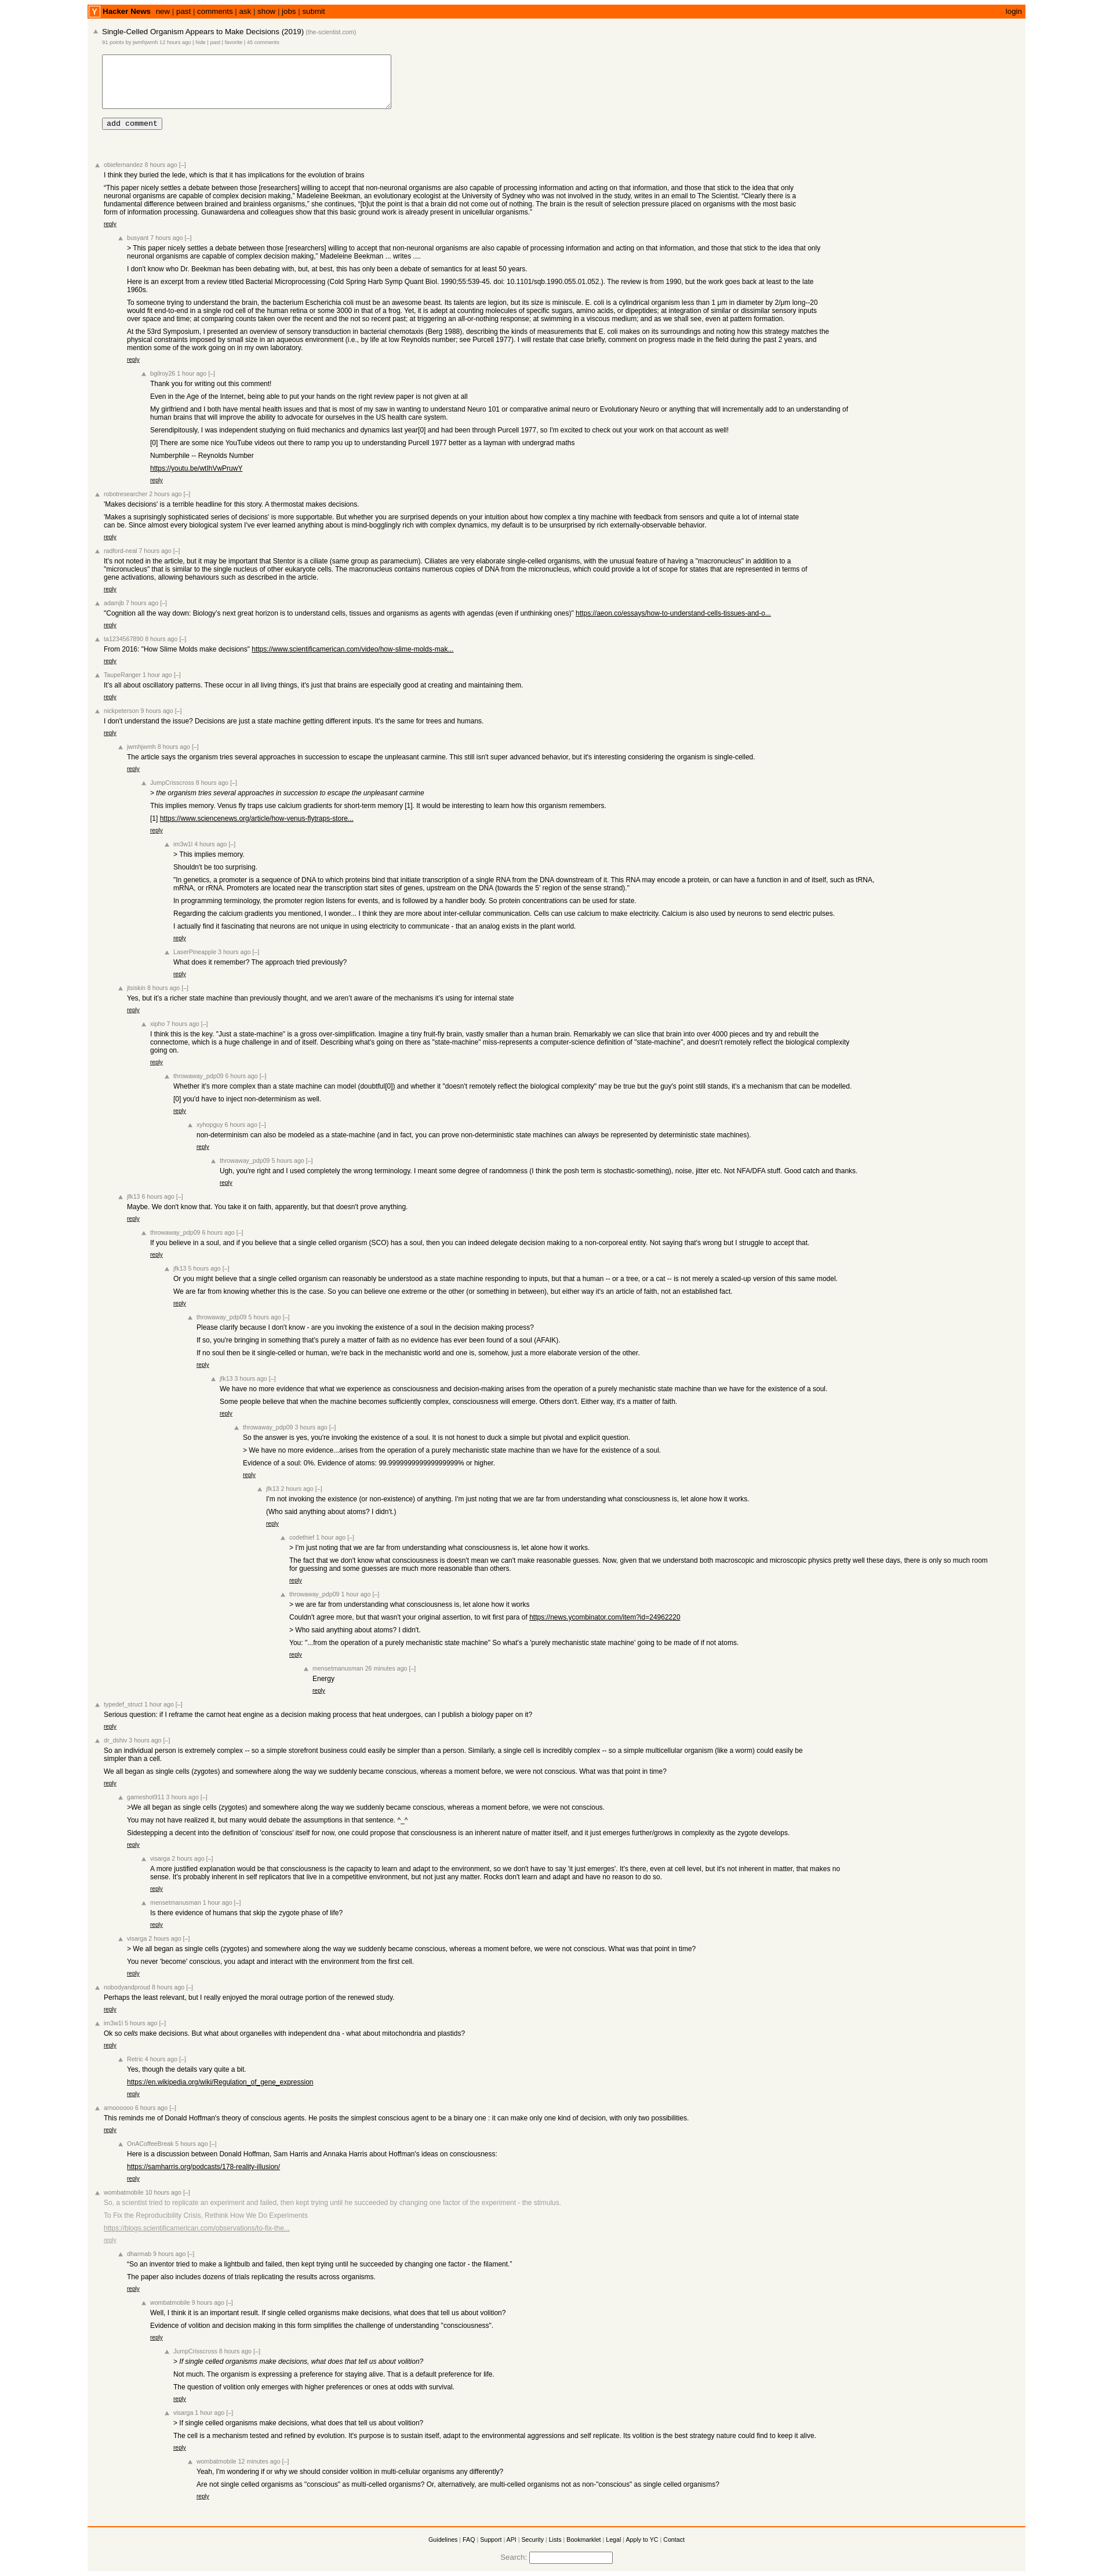 Y Hacker News new | past | comments | ask | show | jobs | submit login
Single-Celled Organism Appears to Make Decisions (2019) (the-scientist.com)
91 points by jwmhjwmh 12 hours ago | hide | past | favorite | 45 comments
add comment
obiefernandez 8 hours ago [–]
I think they buried the lede, which is that it has implications for the evolution of brains
“This paper nicely settles a debate between those [researchers] willing to accept that non-neuronal organisms are also capable of processing information and acting on that information, and those that stick to the idea that only
neuronal organisms are capable of complex decision making,” Madeleine Beekman, an evolutionary ecologist at the University of Sydney who was not involved in the study, writes in an email to The Scientist. “Clearly there is a
fundamental difference between brained and brainless organisms,” she continues, “[b]ut the point is that a brain did not evolve out of nothing. The brain is the result of selection pressure placed on organisms with the most basic
form of information processing. Gunawardena and colleagues show that this basic ground work is already present in unicellular organisms.”
reply
busyant 7 hours ago [–]
> This paper nicely settles a debate between those [researchers] willing to accept that non-neuronal organisms are also capable of processing information and acting on that information, and those that stick the idea that only
neuronal organisms are capable of complex decision making,” Madeleine Beekman ... writes ....
I don't know who Dr. Beekman has been debating with, but, at best, this has only been a debate of semantics for at least 50 years.
Here is an excerpt from a review titled Bacterial Microprocessing (Cold Spring Harb Symp Quant Biol. 1990;55:539-45. doi: 10.1101/sqb.1990.055.01.052.). The review is from 1990, but the work goes back at least to the late
1960s.
To someone trying to understand the brain, the bacterium Escherichia coli must be an awesome beast. Its talents are legion, but its size is miniscule. E. coli is a cylindrical organism less than 1 μm in diameter by 2/μm long--20
would fit end-to-end in a single rod cell of the human retina or some 3000 in that of a frog. Yet, it is adept at counting molecules of specific sugars, amino acids, or dipeptides; at integration of similar or dissimilar sensory inputs
over space and time; at comparing counts taken over the recent and the not so recent past; at triggering an all-or-nothing response; at swimming in a viscous medium; and as we shall see, even at pattern formation.
At the 53rd Symposium, I presented an overview of sensory transduction in bacterial chemotaxis (Berg 1988), describing the kinds of measurements that E. coli makes on its surroundings and noting how this strategy matches the
physical constraints imposed by small size in an aqueous environment (i.e., by life at low Reynolds number; see Purcell 1977). I will restate that case briefly, comment on progress made in the field during the past 2 years, and
mention some of the work going on in my own laboratory.
reply
bgilroy26 1 hour ago [–]
Thank you for writing out this comment!
Even in the Age of the Internet, being able to put your hands on the right review paper is not given at all
My girlfriend and I both have mental health issues and that is most of my saw in wanting to understand Neuro 101 or comparative animal neuro or Evolutionary Neuro or anything that will incrementally add to an understanding of
human brains that will improve the ability to advocate for ourselves in the US health care system.
Serendipitously, I was independent studying on fluid mechanics and dynamics last year[0] and had been through Purcell 1977, so I'm excited to check out your work on that account as well!
[0] There are some nice YouTube videos out there to ramp you up to understanding Purcell 1977 better as a layman with undergrad maths
Numberphile -- Reynolds Number
https://youtu.be/wtIhVwPruwY
reply
robotresearcher 2 hours ago [–]
'Makes decisions' is a terrible headline for this story. A thermostat makes decisions.
'Makes a suprisingly sophisticated series of decisions' is more supportable. But whether you are surprised depends on your intuition about how complex a tiny machine with feedback from sensors and quite a lot of internal state
can be. Since almost every biological system I've ever learned anything about is mind-bogglingly rich with complex dynamics, my default is to be unsurprised by rich externally-observable behavior.
reply
radford-neal 7 hours ago [–]
It's not noted in the article, but it may be important that Stentor is a ciliate (same group as paramecium). Ciliates are very elaborate single-celled organisms, with the unusual feature of having a "macronucleus" in addition to a
"micronucleus" that is similar to the single nucleus of other eukaryote cells. The macronucleus contains numerous copies of DNA from the micronucleus, which could provide a lot of scope for states that are represented in terms of
gene activations, allowing behaviours such as described in the article.
reply
adamjb 7 hours ago [–]
"Cognition all the way down: Biology's next great horizon is to understand cells, tissues and organisms as agents with agendas (even if unthinking ones)" https://aeon.co/essays/how-to-understand-cells-tissues-and-o...
reply
ta1234567890 8 hours ago [–]
From 2016: "How Slime Molds make decisions" https://www.scientificamerican.com/video/how-slime-molds-mak...
reply
TaupeRanger 1 hour ago [–]
It's all about oscillatory patterns. These occur in all living things, it's just that brains are especially good at creating and maintaining them.
reply
nickpeterson 9 hours ago [–]
I don't understand the issue? Decisions are just a state machine getting different inputs. It's the same for trees and humans.
reply
jwmhjwmh 8 hours ago [–]
The article says the organism tries several approaches in succession to escape the unpleasant carmine. This still isn't super advanced behavior, but it's interesting considering the organism is single-celled.
reply
JumpCrisscross 8 hours ago [–]
> the organism tries several approaches in succession to escape the unpleasant carmine
This implies memory. Venus fly traps use calcium gradients for short-term memory [1]. It would be interesting to learn how this organism remembers.
[1] https://www.sciencenews.org/article/how-venus-flytraps-store...
reply
im3w1l 4 hours ago [–]
> This implies memory.
Shouldn't be too surprising.
"In genetics, a promoter is a sequence of DNA to which proteins bind that initiate transcription of a single RNA from the DNA downstream of it. This RNA may encode a protein, or can have a function in and of itself, such as tRNA,
mRNA, or rRNA. Promoters are located near the transcription start sites of genes, upstream on the DNA (towards the 5' region of the sense strand)."
In programming terminology, the promoter region listens for events, and is followed by a handler body. So protein concentrations can be used for state.
Regarding the calcium gradients you mentioned, I wonder... I think they are more about inter-cellular communication. Cells can use calcium to make electricity. Calcium is also used by neurons to send electric pulses.
I actually find it fascinating that neurons are not unique in using electricity to communicate - that an analog exists in the plant world.
reply
LaserPineapple 3 hours ago [–]
What does it remember? The approach tried previously?
reply
jtsiskin 8 hours ago [–]
Yes, but it's a richer state machine than previously thought, and we aren't aware of the mechanisms it's using for internal state
reply
xipho 7 hours ago [–]
I think this is the key. "Just a state-machine" is a gross over-simplification. Imagine a tiny fruit-fly brain, vastly smaller than a human brain. Remarkably we can slice that brain into over 4000 pieces and try and rebuilt the
connectome, which is a huge challenge in and of itself. Describing what's going on there as "state-machine" miss-represents a computer-science definition of "state-machine", and doesn't remotely reflect the biological complexity
going on.
reply
throwaway_pdp09 6 hours ago [–]
Whether it's more complex than a state machine can model (doubtful[0]) and whether it "doesn't remotely reflect the biological complexity" may be true but the guy's point still stands, it's a mechanism that can be modelled.
[0] you'd have to inject non-determinism as well.
reply
xyhopguy 6 hours ago [–]
non-determinism can also be modeled as a state-machine (and in fact, you can prove non-deterministic state machines can always be represented by deterministic state machines).
reply
throwaway_pdp09 5 hours ago [–]
Ugh, you're right and I used completely the wrong terminology. I meant some degree of randomness (I think the posh term is stochastic-something), noise, jitter etc. Not NFA/DFA stuff. Good catch and thanks.
reply
jfk13 6 hours ago [–]
Maybe. We don't know that. You take it on faith, apparently, but that doesn't prove anything.
reply
throwaway_pdp09 6 hours ago [–]
If you believe in a soul, and if you believe that a single celled organism (SCO) has a soul, then you can indeed delegate decision making to a non-corporeal entity. Not saying that's wrong but I struggle to accept that.
reply
jfk13 5 hours ago [–]
Or you might believe that a single celled organism can reasonably be understood as a state machine responding to inputs, but that a human -- or a tree, or a cat -- is not merely a scaled-up version of this same model.
We are far from knowing whether this is the case. So you can believe one extreme or the other (or something in between), but either way it's an article of faith, not an established fact.
reply
throwaway_pdp09 5 hours ago [–]
Please clarify because I don't know - are you invoking the existence of a soul in the decision making process?
If so, you're bringing in something that's purely a matter of faith as no evidence has ever been found of a soul (AFAIK).
If no soul then be it single-celled or human, we're back in the mechanistic world and one is, somehow, just a more elaborate version of the other.
reply
jfk13 3 hours ago [–]
We have no more evidence that what we experience as consciousness and decision-making arises from the operation of a purely mechanistic state machine than we have for the existence of a soul.
Some people believe that when the machine becomes sufficiently complex, consciousness will emerge. Others don't. Either way, it's a matter of faith.
reply
throwaway_pdp09 3 hours ago [–]
So the answer is yes, you're invoking the existence of a soul. It is not honest to duck a simple but pivotal and explicit question.
> We have no more evidence...arises from the operation of a purely mechanistic state machine than we have for the existence of a soul.
Evidence of a soul: 0%. Evidence of atoms: 99.999999999999999999% or higher.
reply
jfk13 2 hours ago [–]
I'm not invoking the existence (or non-existence) of anything. I'm just noting that we are far from understanding what consciousness is, let alone how it works.
(Who said anything about atoms? I didn't.)
reply
codethief 1 hour ago [–]
> I'm just noting that we are far from understanding what consciousness is, let alone how it works.
The fact that we don't know what consciousness is doesn't mean we can't make reasonable guesses. Now, given that we understand both macroscopic and microscopic physics pretty well these days, there is only so much room
for guessing and some guesses are much more reasonable than others.
reply
throwaway_pdp09 1 hour ago [–]
> we are far from understanding what consciousness is, let alone how it works
Couldn't agree more, but that wasn't your original assertion, to wit first para of https://news.ycombinator.com/item?id=24962220
> Who said anything about atoms? I didn't.
You: "...from the operation of a purely mechanistic state machine" So what's a 'purely mechanistic state machine' going to be made of if not atoms.
reply
mensetmanusman 26 minutes ago [–]
Energy
reply
typedef_struct 1 hour ago [–]
Serious question: if I reframe the carnot heat engine as a decision making process that heat undergoes, can I publish a biology paper on it?
reply
dr_dshiv 3 hours ago [–]
So an individual person is extremely complex -- so a simple storefront business could easily be simpler than a person. Similarly, a single cell is incredibly complex -- so a simple multicellular organism (like a worm) could easily be
simpler than a cell.
We all began as single cells (zygotes) and somewhere along the way we suddenly became conscious, whereas a moment before, we were not conscious. What was that point in time?
reply
gameshot911 3 hours ago [–]
>We all began as single cells (zygotes) and somewhere along the way we suddenly became conscious, whereas a moment before, we were not conscious.
You may not have realized it, but many would debate the assumptions in that sentence. ^_^
Sidestepping a decent into the definition of 'conscious' itself for now, one could propose that consciousness is an inherent nature of matter itself, and it just emerges further/grows in complexity as the zygote develops.
reply
visarga 2 hours ago [–]
A more justified explanation would be that consciousness is the capacity to learn and adapt to the environment, so we don't have to say 'it just emerges'. It's there, even at cell level, but it's not inherent in matter, that makes no
sense. It's probably inherent in self replicators that live in a competitive environment, but not just any matter. Rocks don't learn and adapt and have no reason to do so.
reply
mensetmanusman 1 hour ago [–]
Is there evidence of humans that skip the zygote phase of life?
reply
visarga 2 hours ago [–]
> We all began as single cells (zygotes) and somewhere along the way we suddenly became conscious, whereas a moment before, we were not conscious. What was that point in time?
You never 'become' conscious, you adapt and interact with the environment from the first cell.
reply
nobodyandproud 8 hours ago [–]
Perhaps the least relevant, but I really enjoyed the moral outrage portion of the renewed study.
reply
im3w1l 5 hours ago [–]
Ok so cells make decisions. But what about organelles with independent dna - what about mitochondria and plastids?
reply
Retric 4 hours ago [–]
Yes, though the details vary quite a bit.
https://en.wikipedia.org/wiki/Regulation_of_gene_expression
reply
arnoooooo 6 hours ago [–]
This reminds me of Donald Hoffman's theory of conscious agents. He posits the simplest conscious agent to be a binary one : it can make only one kind of decision, with only two possibilities.
reply
OnACoffeeBreak 5 hours ago [–]
Here is a discussion between Donald Hoffman, Sam Harris and Annaka Harris about Hoffman's ideas on consciousness:
https://samharris.org/podcasts/178-reality-illusion/
reply
wombatmobile 10 hours ago [–]
So, a scientist tried to replicate an experiment and failed, then kept trying until he succeeded by changing one factor of the experiment - the stimulus.
To Fix the Reproducibility Crisis, Rethink How We Do Experiments
https://blogs.scientificamerican.com/observations/to-fix-the...
reply
dharmab 9 hours ago [–]
“So an inventor tried to make a lightbulb and failed, then kept trying until he succeeded by changing one factor - the filament.”
The paper also includes dozens of trials replicating the results across organisms.
reply
wombatmobile 9 hours ago [–]
Well, I think it is an important result. If single celled organisms make decisions, what does that tell us about volition?
Evidence of volition and decision making in this form simplifies the challenge of understanding "consciousness".
reply
JumpCrisscross 8 hours ago [–]
> If single celled organisms make decisions, what does that tell us about volition?
Not much. The organism is expressing a preference for staying alive. That is a default preference for life.
The question of volition only emerges with higher preferences or ones at odds with survival.
reply
visarga 1 hour ago [–]
> If single celled organisms make decisions, what does that tell us about volition?
The cell is a mechanism tested and refined by evolution. It's purpose is to sustain itself, adapt to the environmental aggressions and self replicate. Its volition is the best strategy nature could find to keep it alive.
reply
wombatmobile 12 minutes ago [–]
Yeah, I'm wondering if or why we should consider volition in multi-cellular organisms any differently?
Are not single celled organisms as "conscious" as multi-celled organisms? Or, alternatively, are multi-celled organisms not as non-"conscious" as single celled organisms?
reply
Guidelines | FAQ | Support | API | Security | Lists | Bookmarklet | Legal | Apply to YC | Contact
Search: